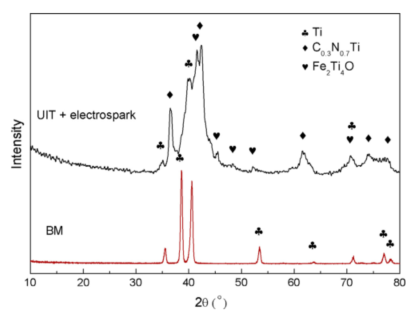 ♣ Ti
♦ C0.3N0.7Ti
♥ Fe2Ti4O
UIT + electrospark
BM
Intensity
10 20 30 40 50 60 70 80
2θ (°)